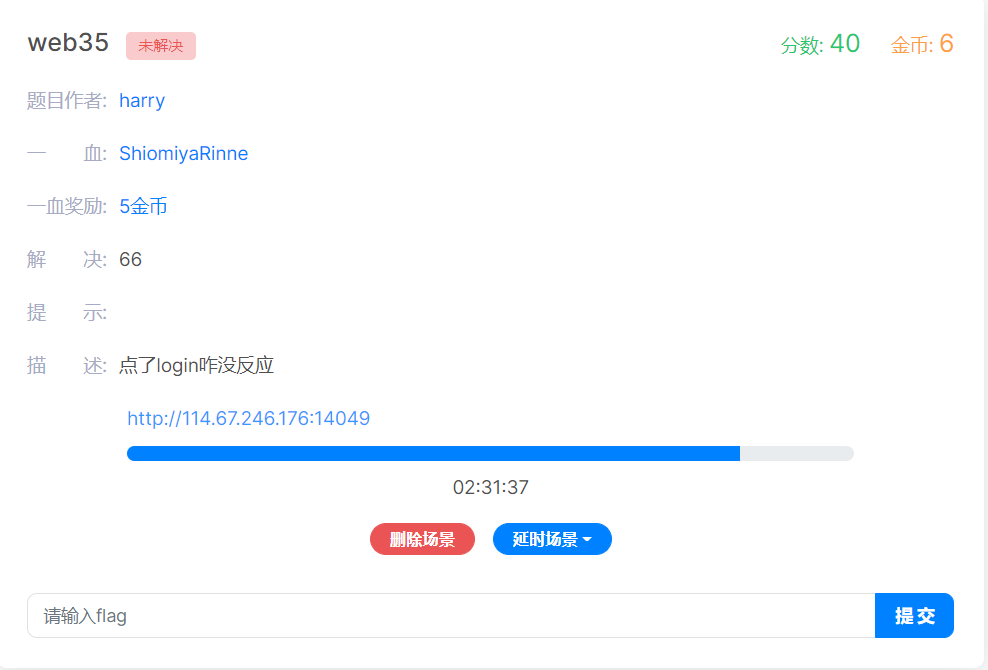 web35 未解决 分数: 40 金币: 6
题目作者: harry
一 血: ShiomiyaRinne
一血奖励: 5金币
解 决: 66
提 示:
描 述: 点了login咋没反应
http://114.67.246.176:14049
02:31:37
删除场景 延时场景
请输入flag 提交